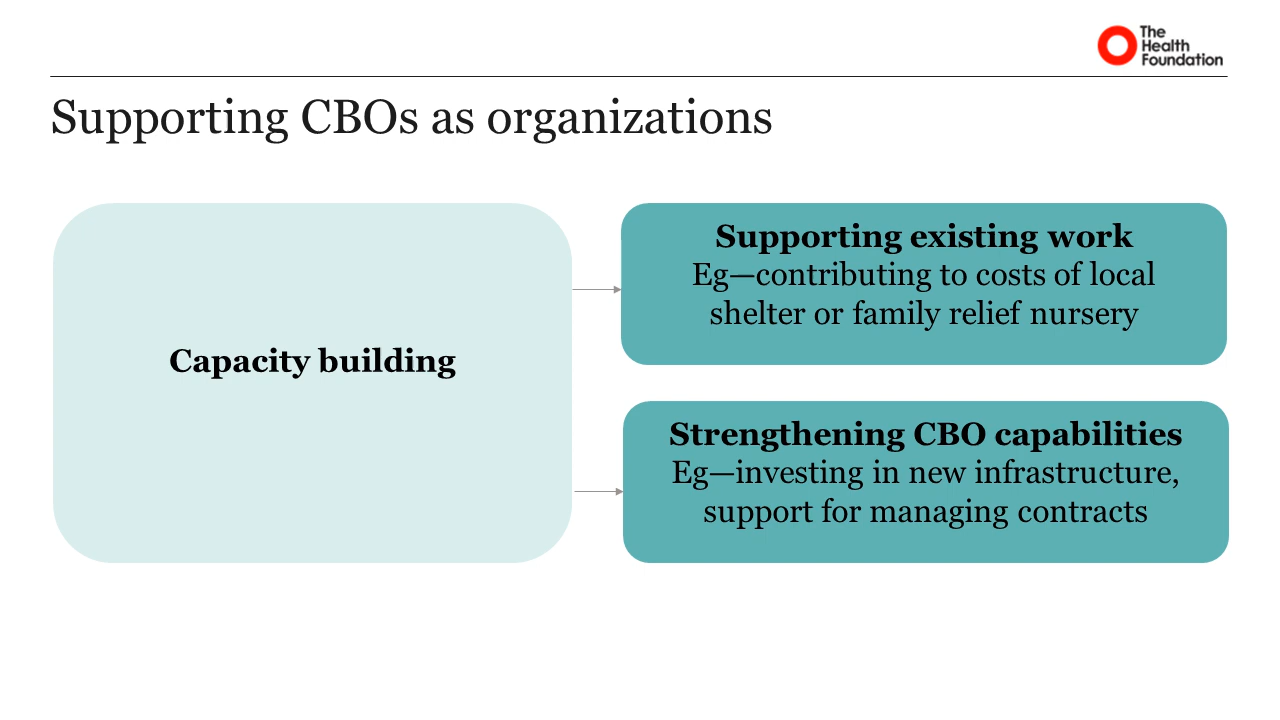 The
Health
Foundation
Supporting CBOs as organizations
Capacity building
Supporting existing work
Eg—contributing to costs of local
shelter or family relief nursery
Strengthening CBO capabilities
Eg—investing in new infrastructure,
support for managing contracts